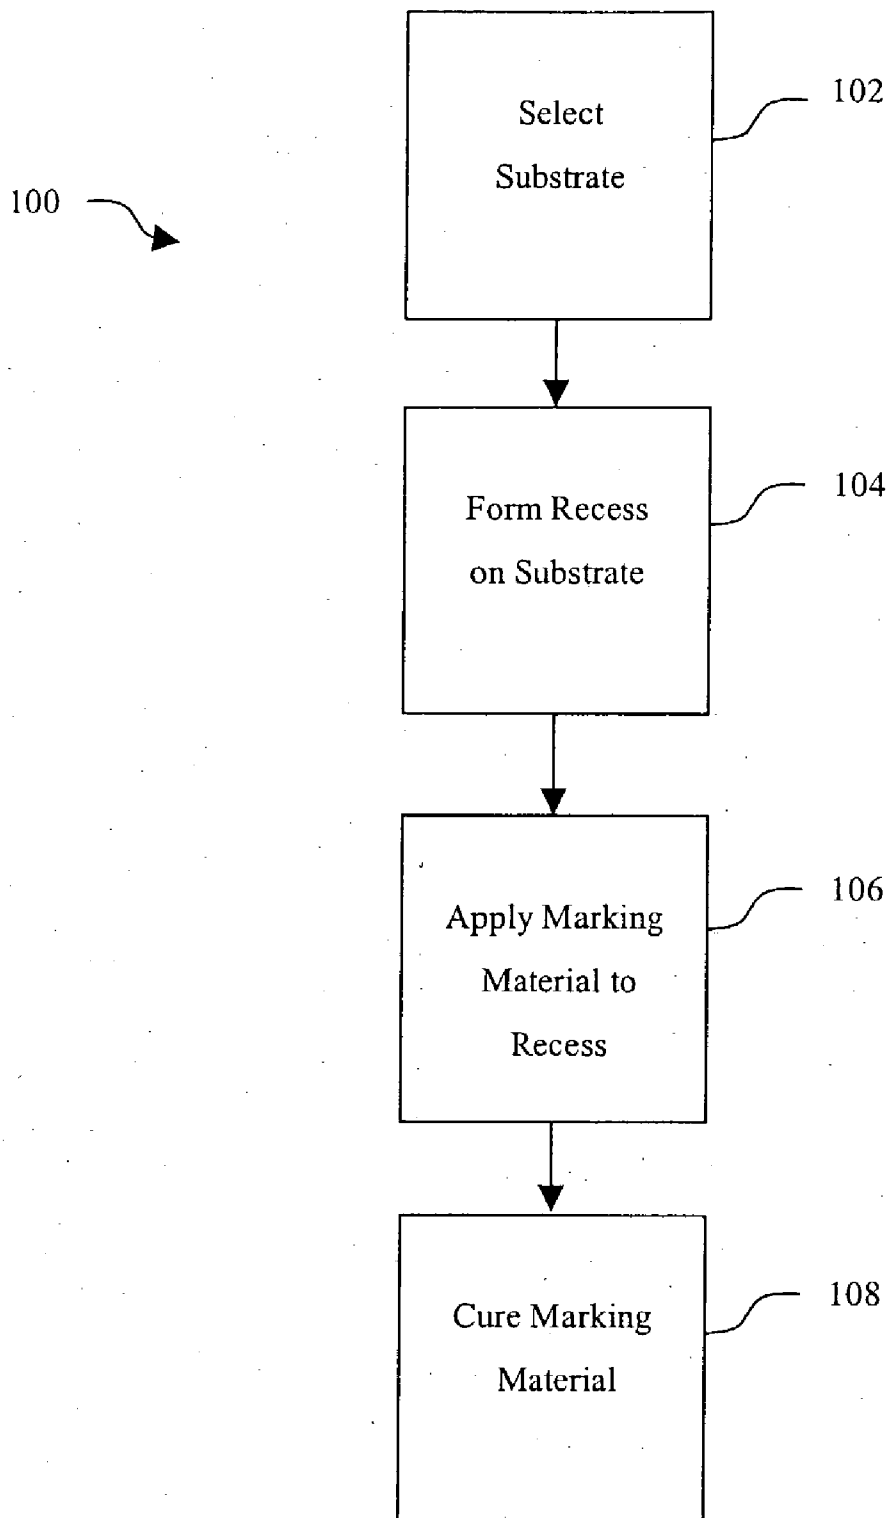 102
Select
Substrate
100
104
Form Recess
on Substrate
106
Apply Marking
Material to
Recess
108
Cure Marking
Material